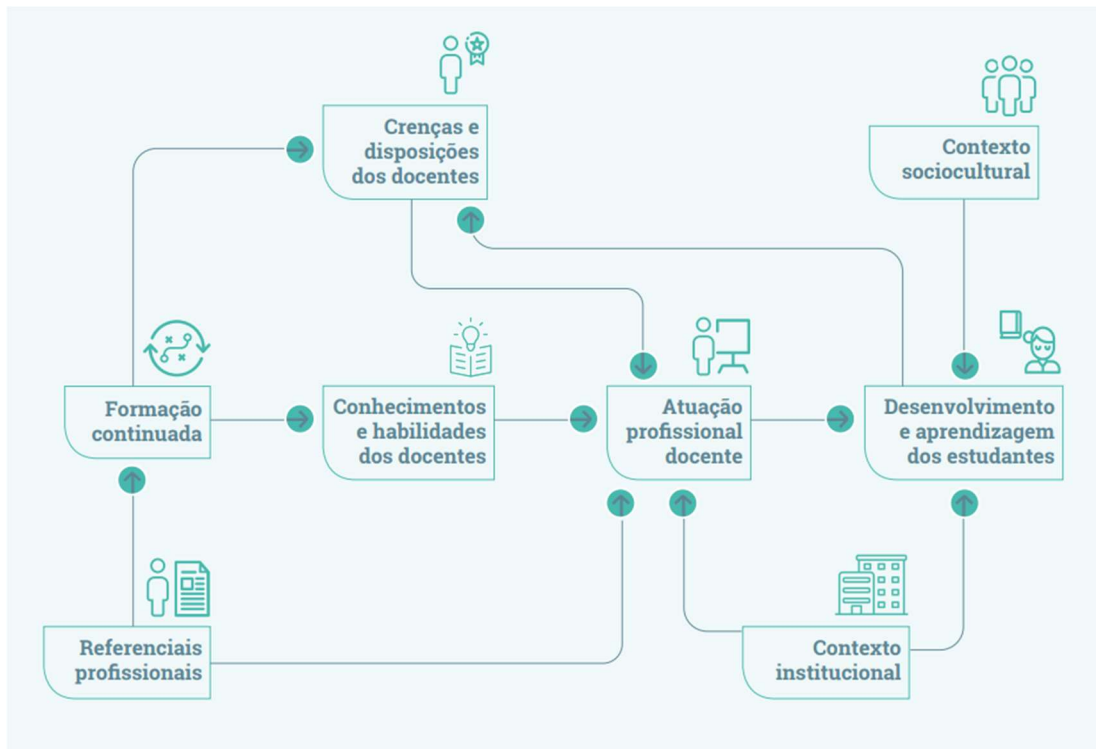 Crenças e
disposições
dos docentes
Contexto
sociocultural
Formação
continuada
Conhecimentos
e habilidades
dos docentes
Atuação
profissional
docente
Desenvolvimento
e aprendizagem
dos estudantes
Referenciais
profissionais
Contexto
institucional